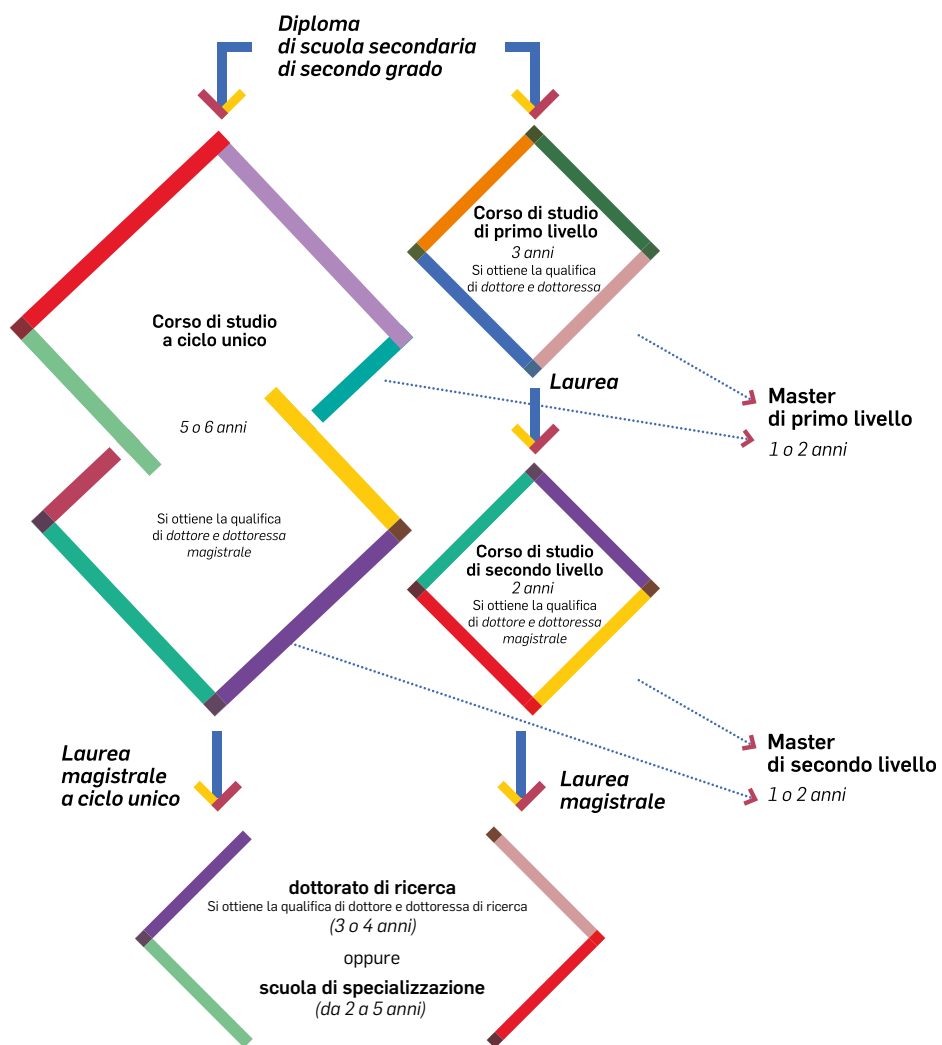 Diploma
di scuola secondaria
di secondo grado
Corso di studio
di primo livello
3 anni
Si ottiene la qualifica
di dottore e dottoressa
Corso di studio
a ciclo unico
5 o 6 anni
Si ottiene la qualifica
di dottore e dottoressa
magistrale
Laurea
Master
di primo livello
1 o 2 anni
Corso di studio
di secondo livello
2 anni
Si ottiene la qualifica
di dottore e dottoressa
magistrale
Master
di secondo livello
1 o 2 anni
Laurea
magistrale
a ciclo unico
Laurea
magistrale
dottorato di ricerca
Si ottiene la qualifica di dottore e dottoressa di ricerca
(3 o 4 anni)
oppure
scuola di specializzazione
(da 2 a 5 anni)